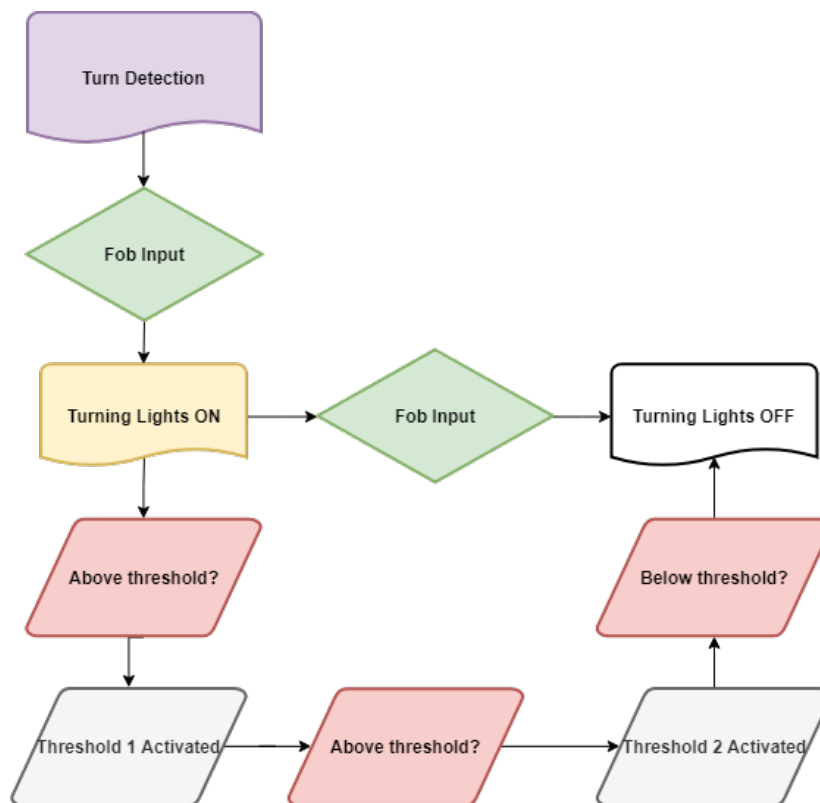 Turn Detection
Fob Input
Turning Lights ON
Fob Input
Turning Lights OFF
Above threshold?
Below threshold?
Threshold 1 Activated
Above threshold?
Threshold 2 Activated